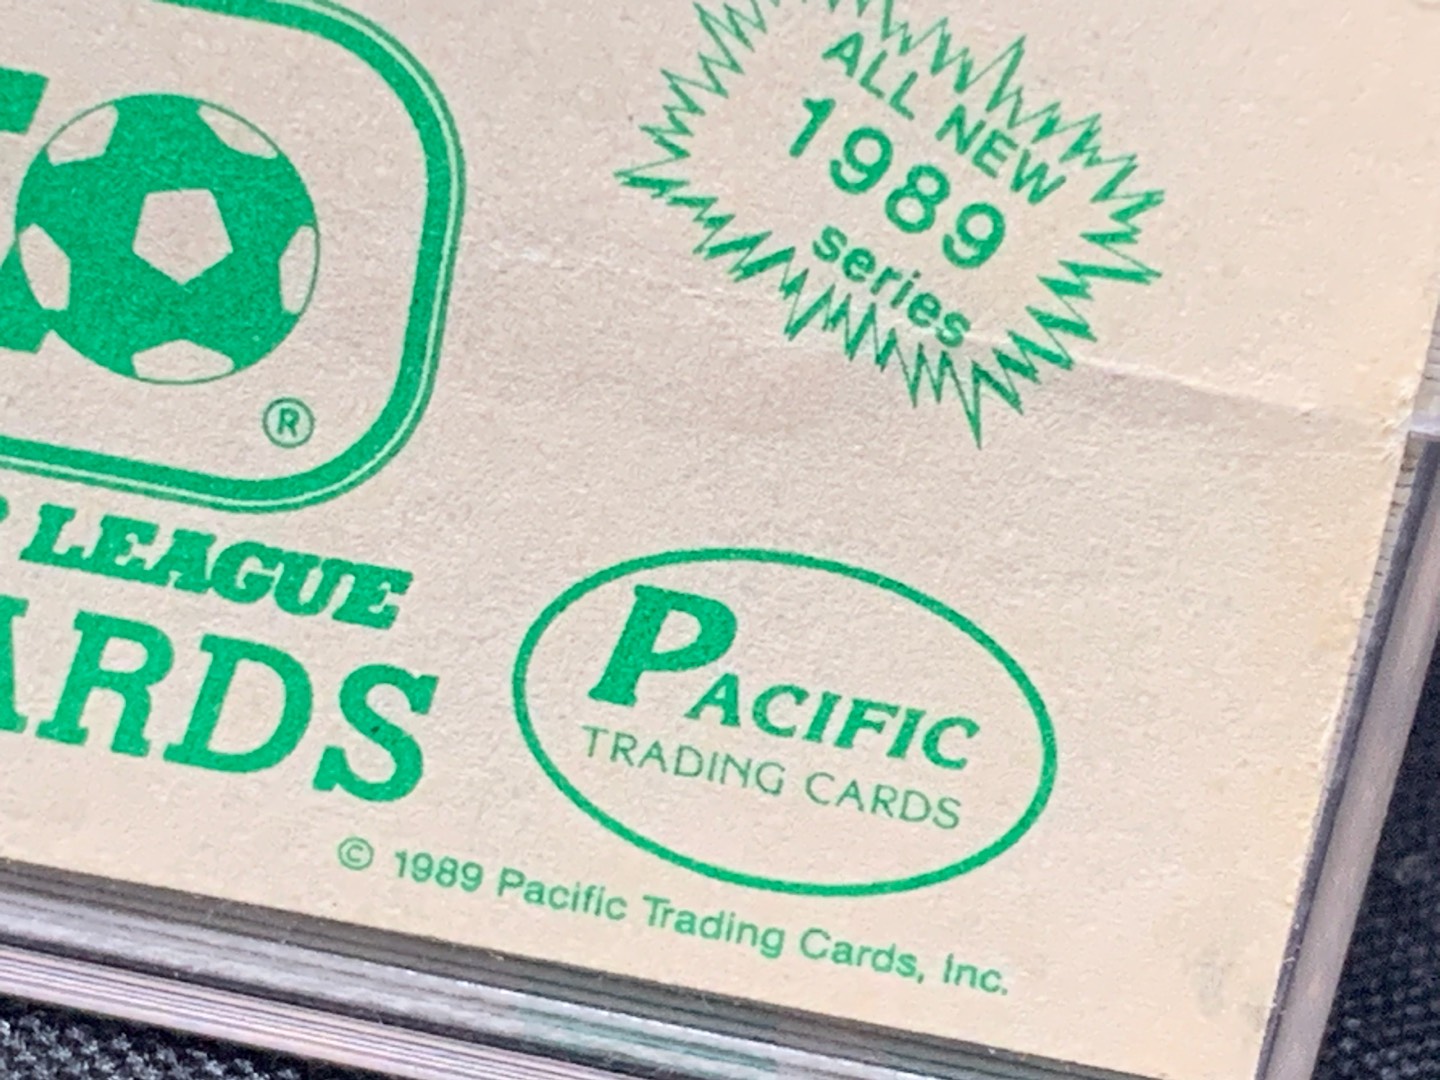 ALL NEW
1989
series
®
LEAGUE
ARDS
PACIFIC
TRADING CARDS
© 1989 Pacific Trading Cards, Inc.